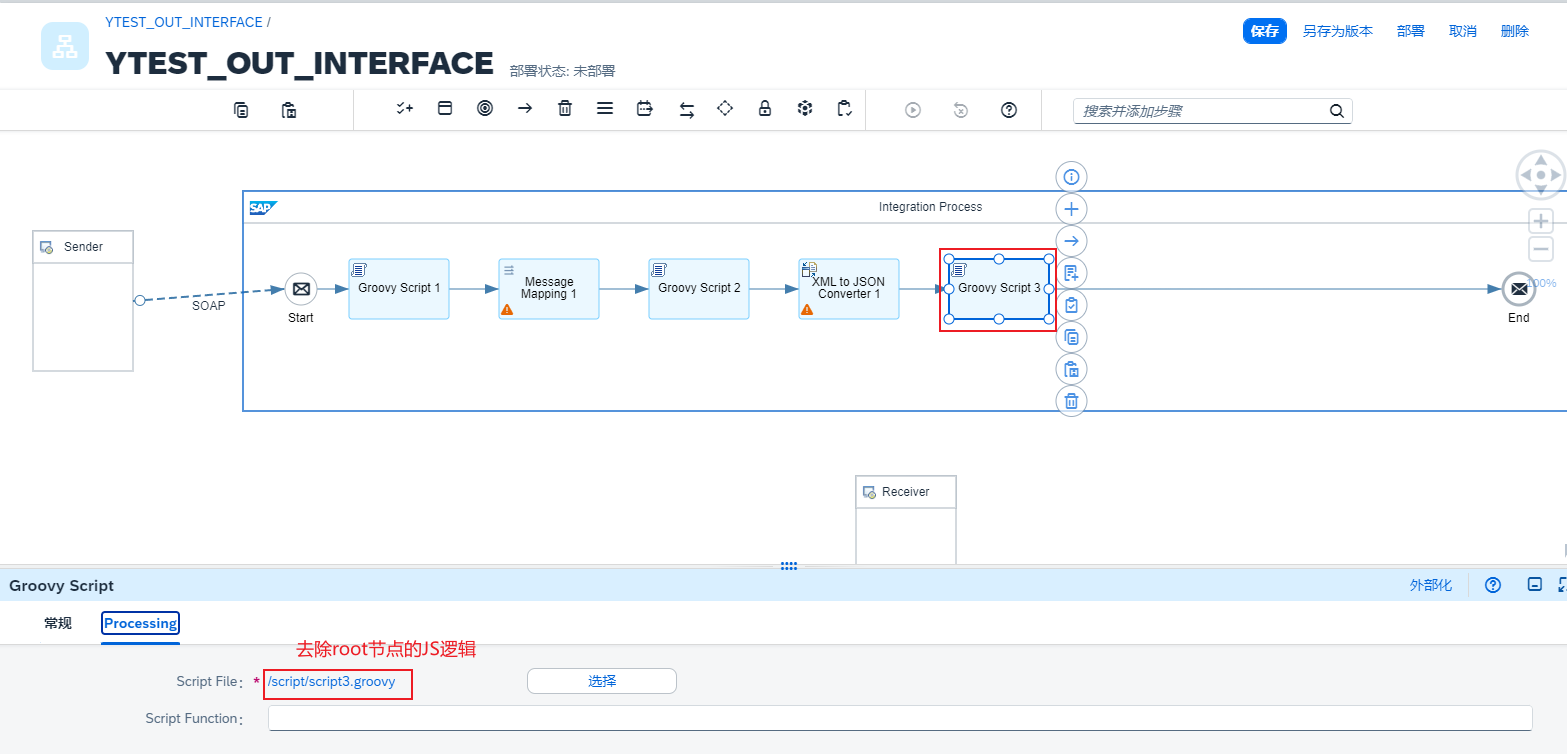 YTEST_OUT_INTERFACE /
YTEST_OUT_INTERFACE
部署状态: 未部署
保存
另存为版本
部署
取消
删除
搜索并添加步骤
SAP
Integration Process
Sender
SOAP
Start
Groovy Script 1
Message
Mapping 1
Groovy Script 2
XML to JSON
Converter 1
Groovy Script 3
100%
End
Receiver
Groovy Script
外部化
常规
Processing
去除root节点的JS逻辑
Script File:
*
/script/script3.groovy
选择
Script Function: